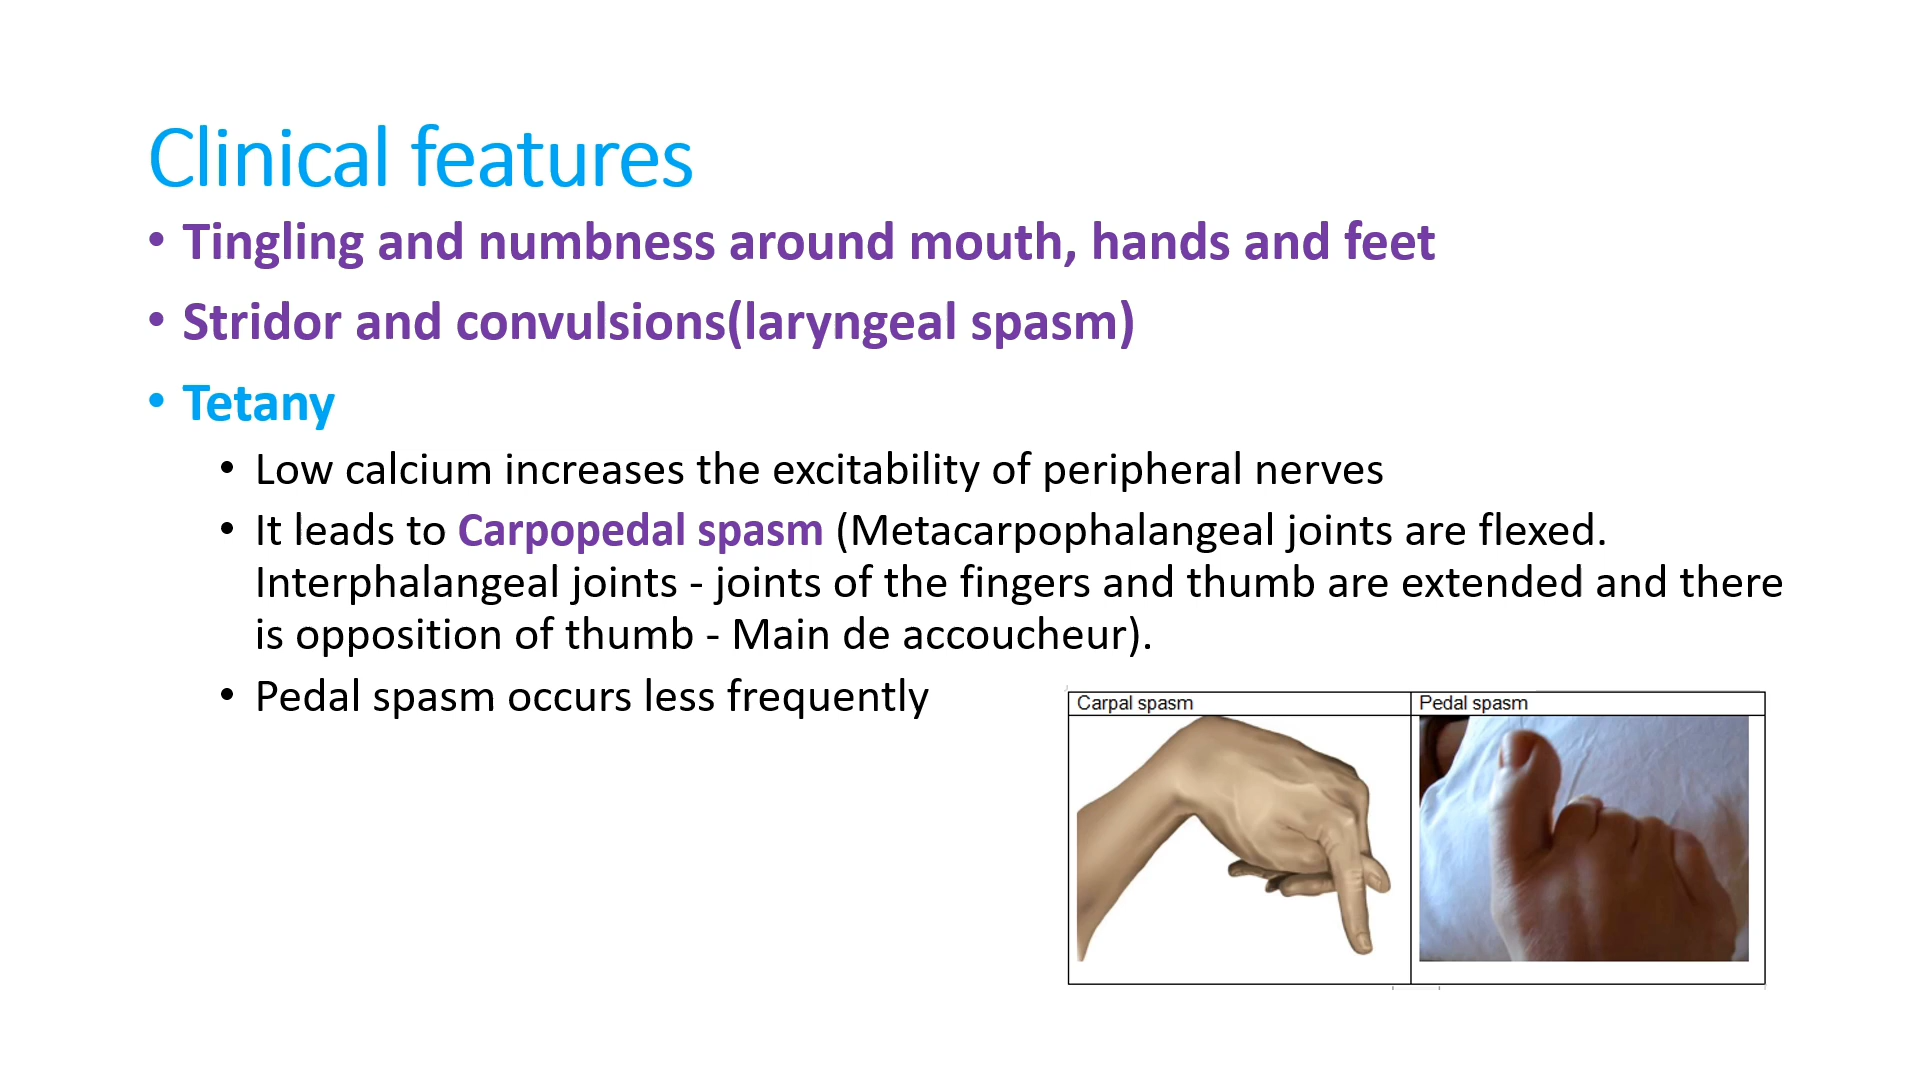 Clinical features
• Tingling and numbness around mouth, hands and feet
• Stridor and convulsions(laryngeal spasm)
• Tetany
• Low calcium increases the excitability of peripheral nerves
• It leads to Carpopedal spasm (Metacarpophalangeal joints are flexed.
Interphalangeal joints - joints of the fingers and thumb are extended and there
is opposition of thumb - Main de accoucheur).
• Pedal spasm occurs less frequently
Carpal spasm
Pedal spasm